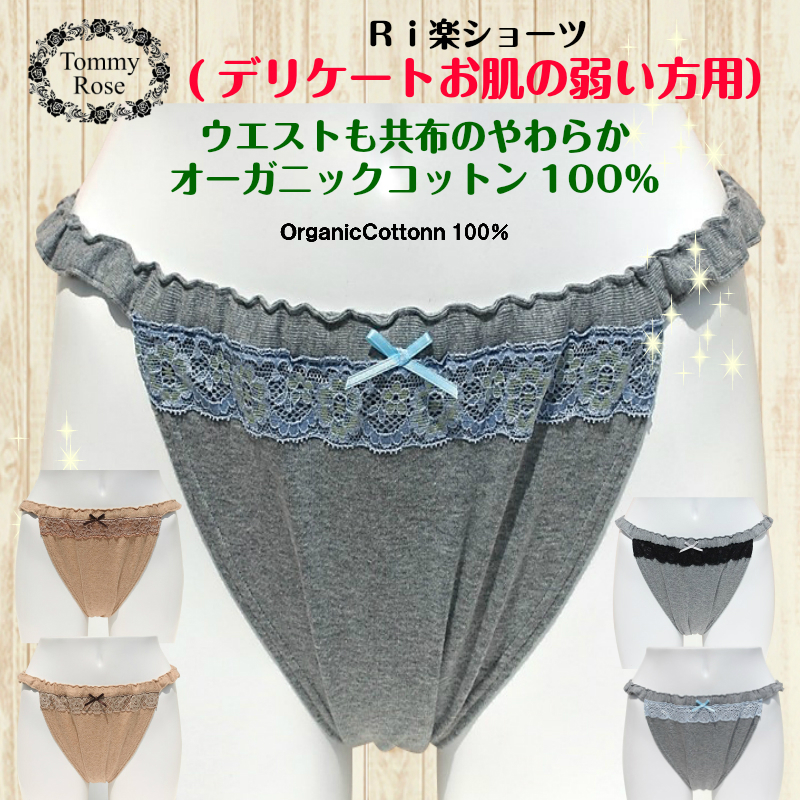 Tommy
Rose
Ｒｉ楽ショーツ
(デリケートお肌の弱い方用)
ウエストも共布のやわらか
オーガニックコットン 100%
OrganicCottonn 100%